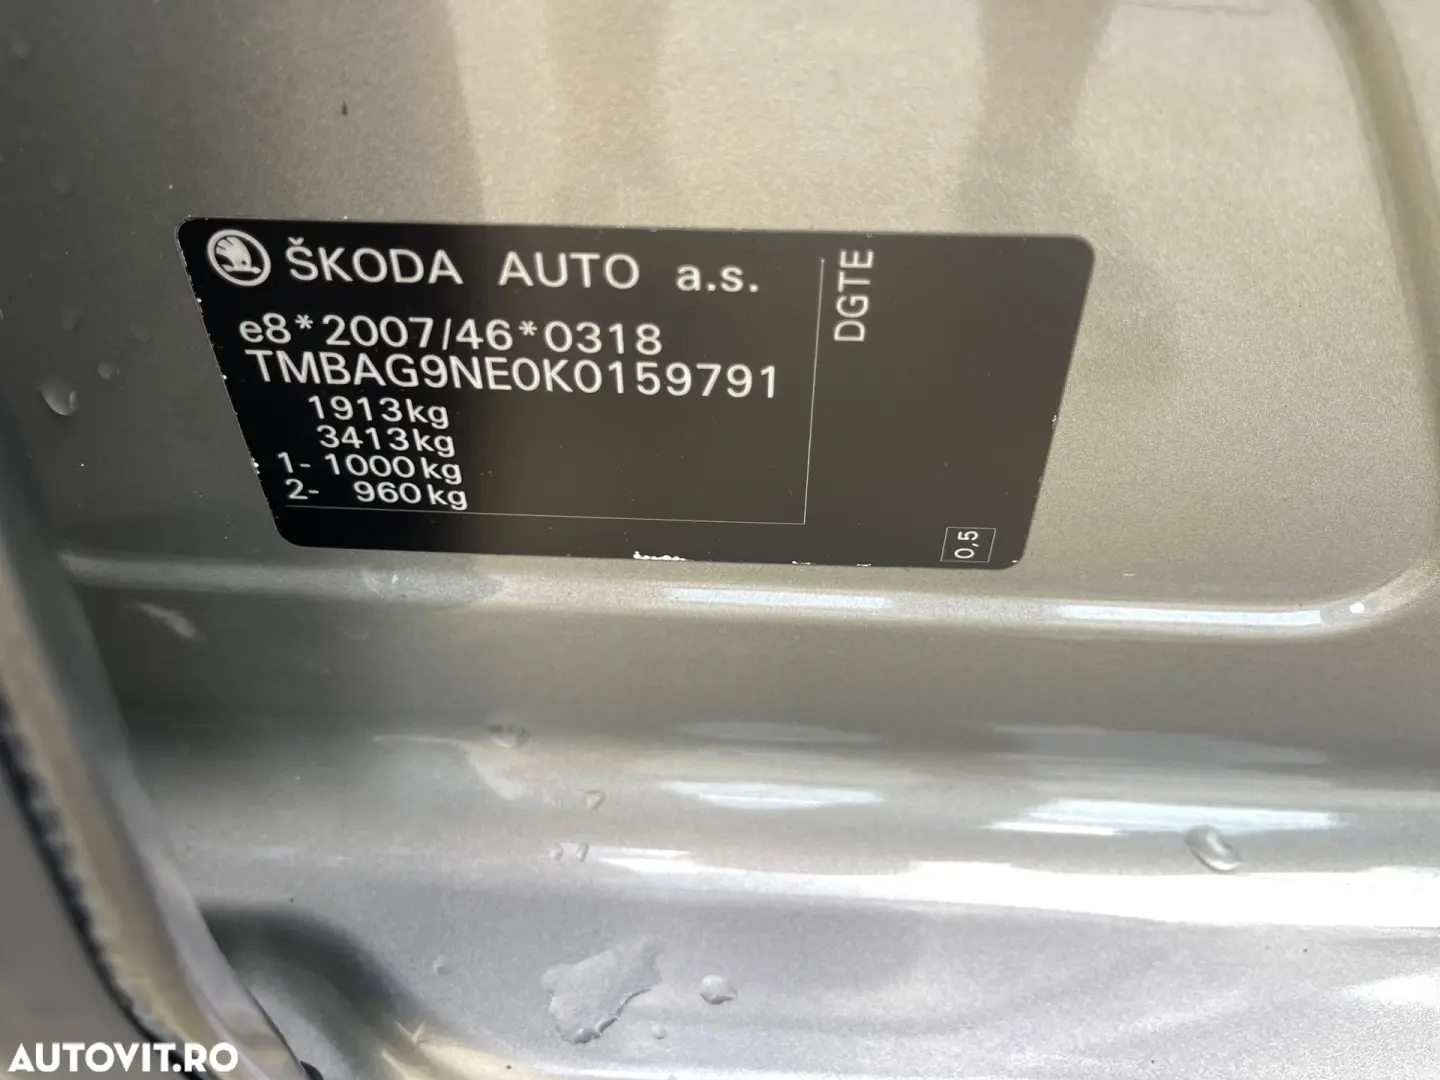 ŠKODA AUTO a.s.
e8*2007/46*0318
TMBAG9NE0K0159791
1913kg
3413kg
1- 1000kg
2- 960kg
DGTE
0,5
AUTOVIT.RO